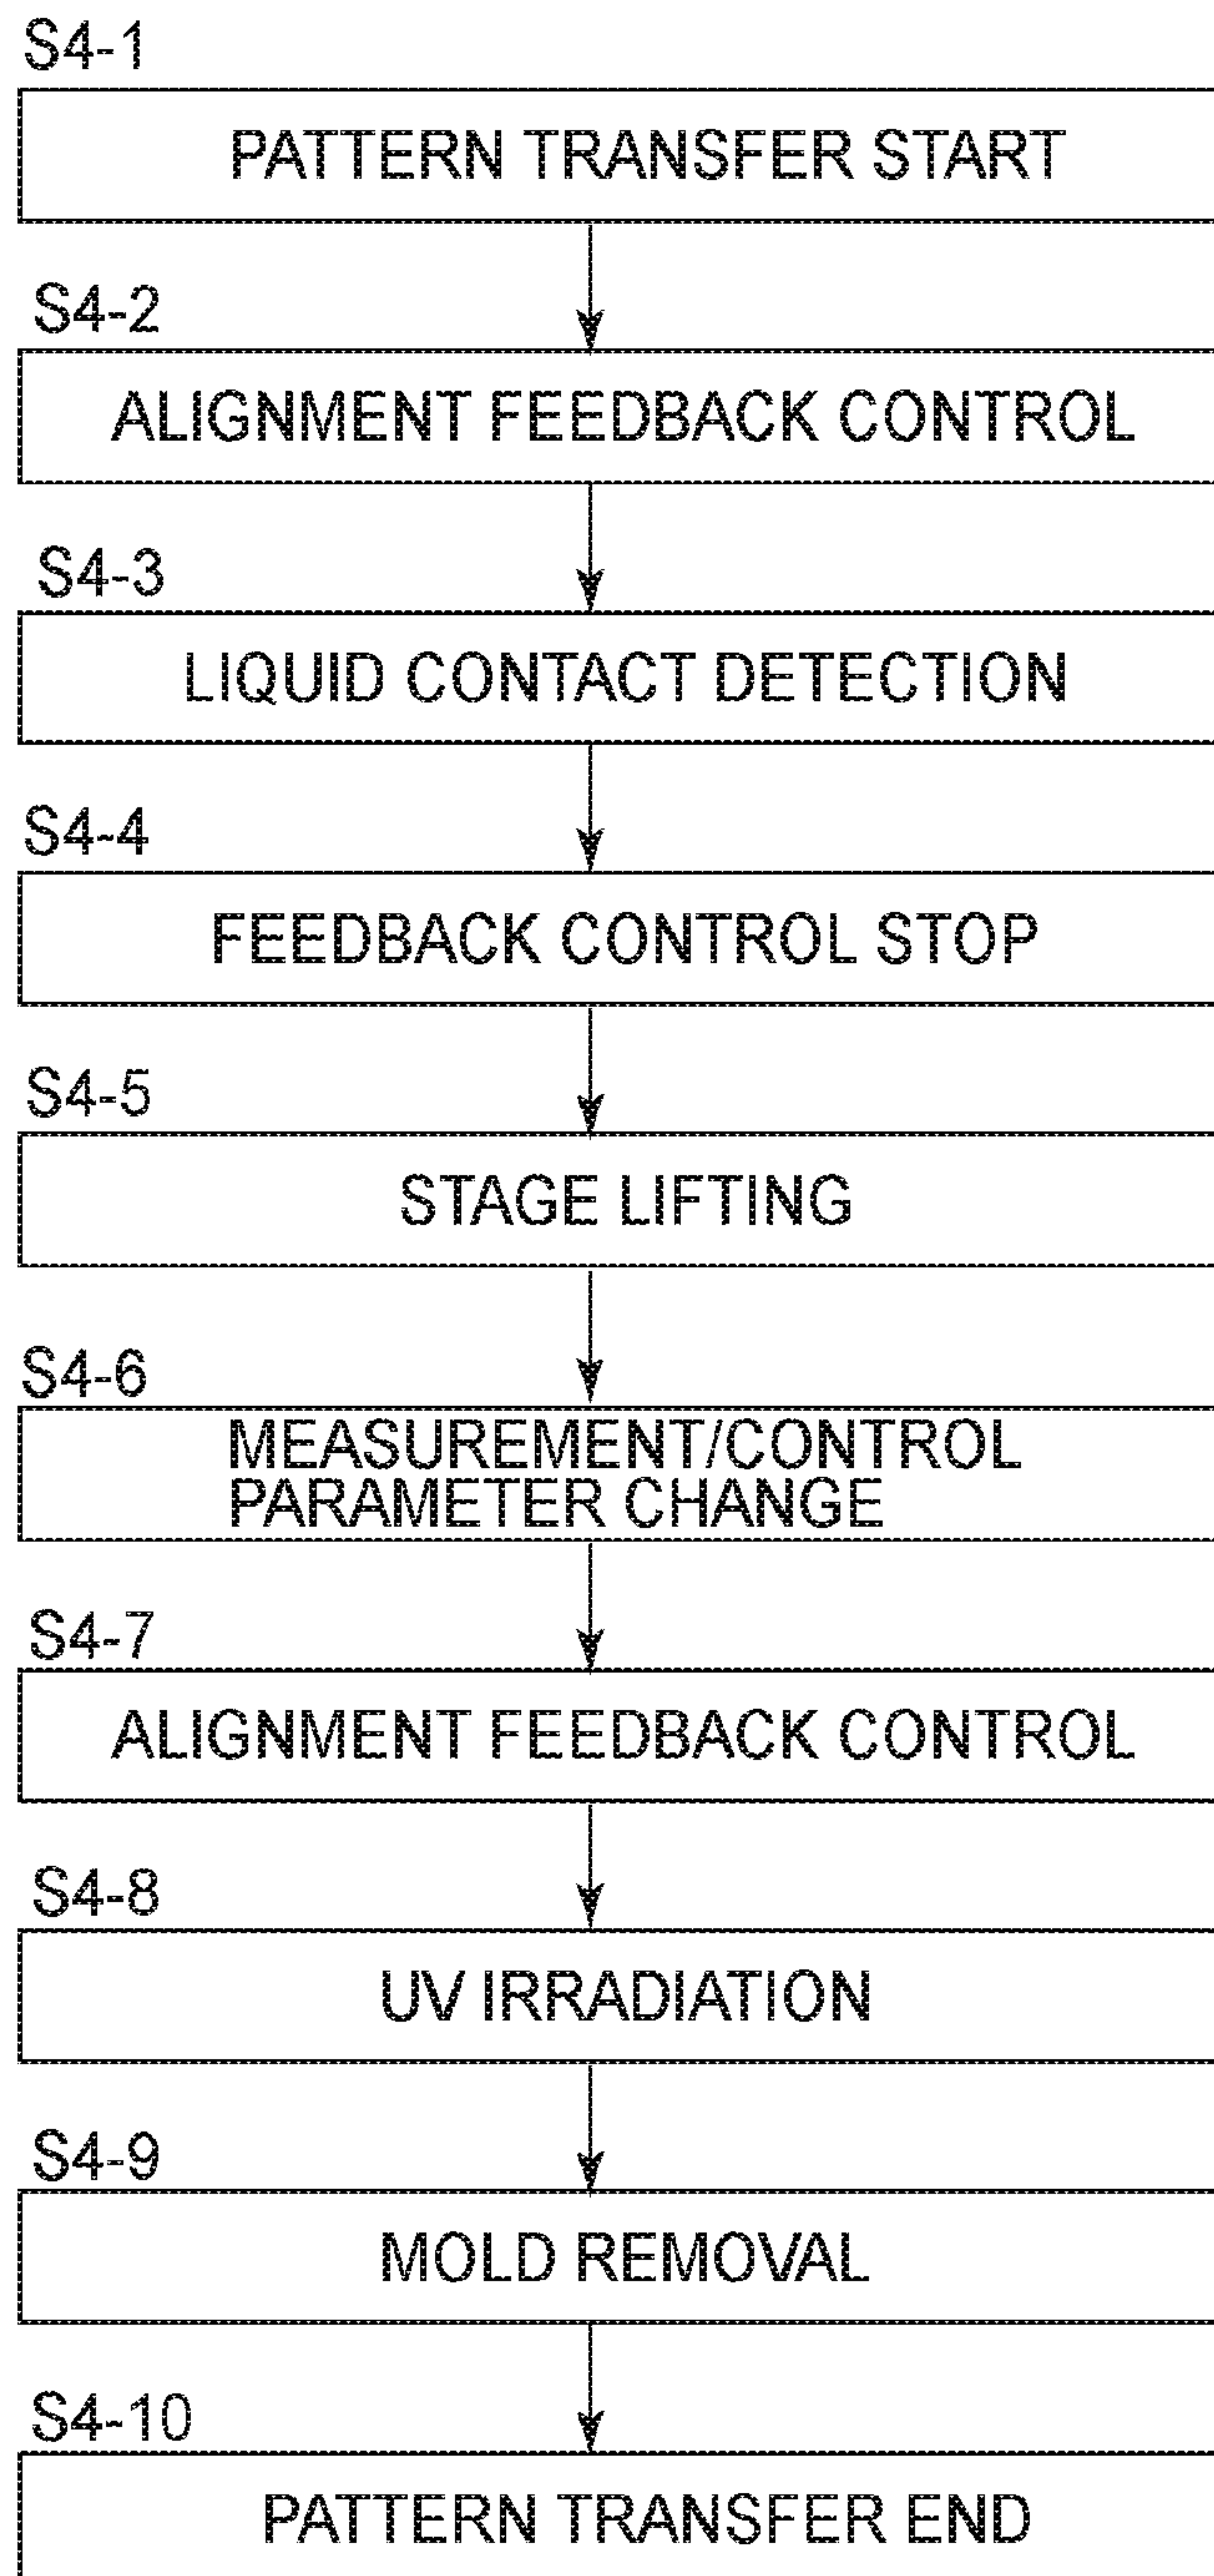 S4-1
PATTERN TRANSFER START
S4-2
ALIGNMENT FEEDBACK CONTROL
S4-3
LIQUID CONTACT DETECTION
S4-4
FEEDBACK CONTROL STOP
S4-5
STAGE LIFTING
S4-6
MEASUREMENT/CONTROL
PARAMETER CHANGE
S4-7
ALIGNMENT FEEDBACK CONTROL
S4-8
UV IRRADIATION
S4-9
MOLD REMOVAL
S4-10
PATTERN TRANSFER END